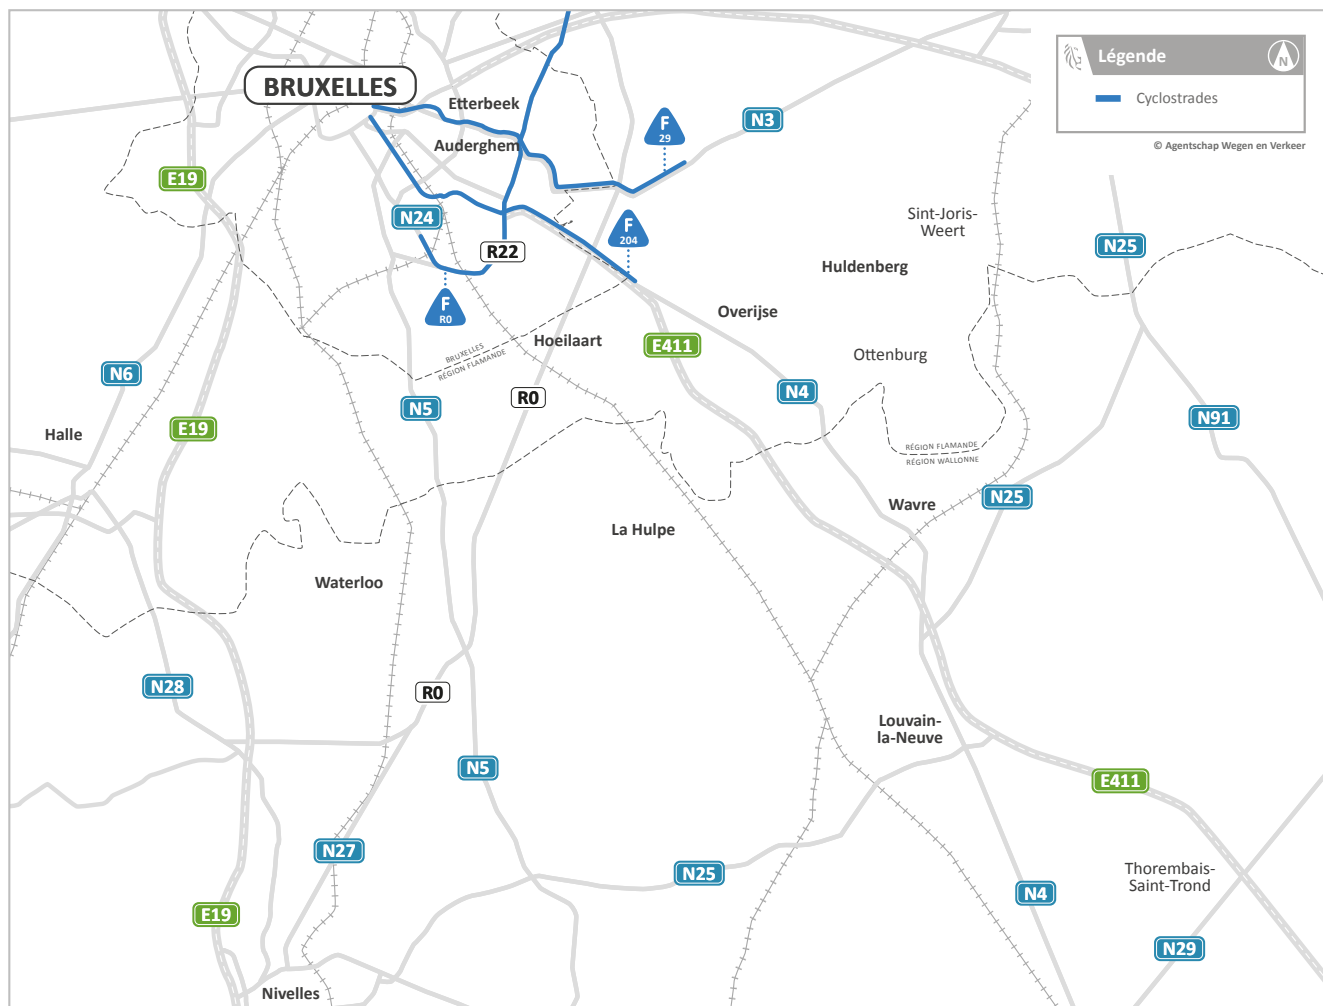 BRUXELLES
Etterbeek
Auderghem
F
29
N3
Légende
N
Cyclostrades
© Agentschap Wegen en Verkeer
E19
N24
R22
F
204
Sint-Joris-
Weert
N25
Huldenberg
F
R0
Overijse
Hoeilaart
E411
BRUXELLES
RÉGION FLAMANDE
Ottenburg
N6
N5
R0
N4
N91
Halle
E19
RÉGION FLAMANDE
RÉGION WALLONNE
N25
Wavre
La Hulpe
Waterloo
N28
R0
Louvain-
la-Neuve
N5
E411
N27
N25
Thorembais-
Saint-Trond
N4
E19
N29
Nivelles